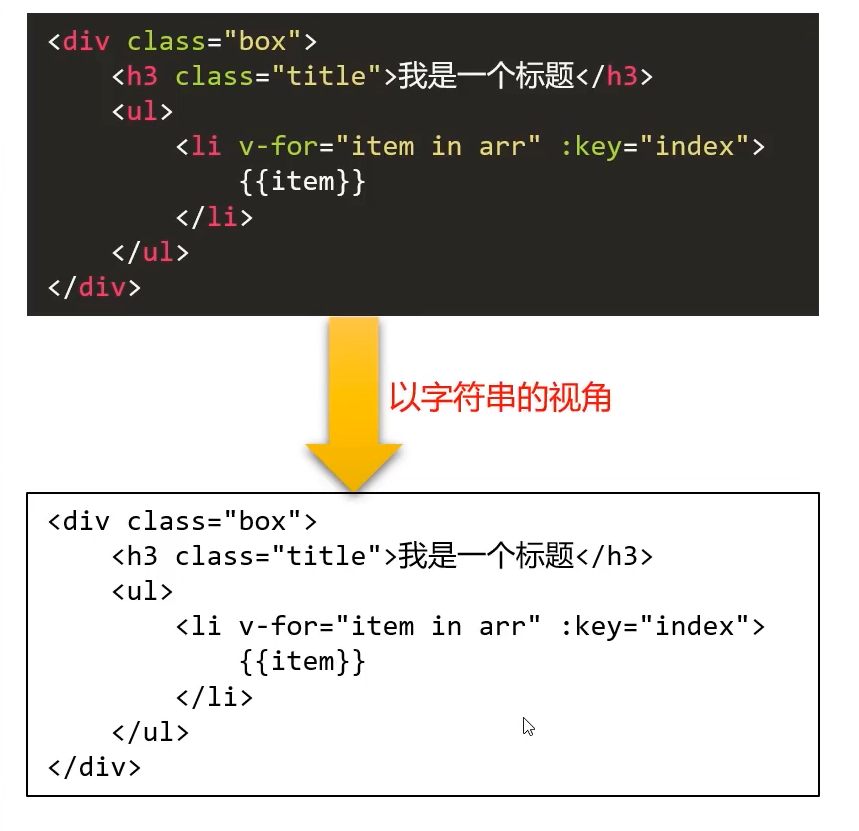 <div class="box">
    <h3 class="title">我是一个标题</h3>
    <ul>
        <li v-for="item in arr" :key="index">
            {{item}}
        </li>
    </ul>
</div>
以字符串的视角
<div class="box">
    <h3 class="title">我是一个标题</h3>
    <ul>
        <li v-for="item in arr" :key="index">
            {{item}}
        </li>
    </ul>
</div>